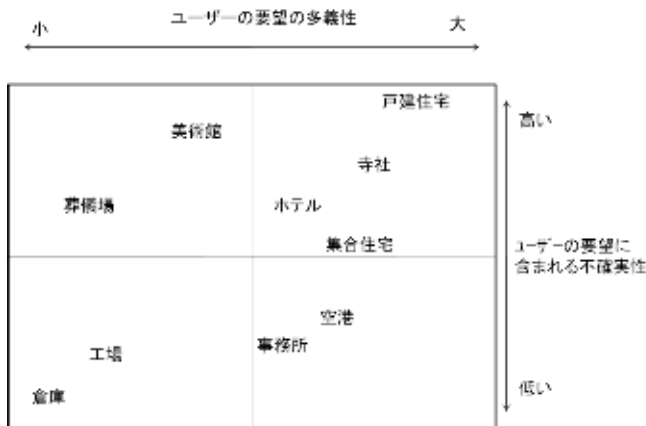 ユーザーの要望の多義性
小
大
戸建住宅
高い
美術館
寺社
葬儀場
ホテル
集合住宅
ユーザーの要望に
含まれる不確実性
空港
事務所
工場
低い
倉庫